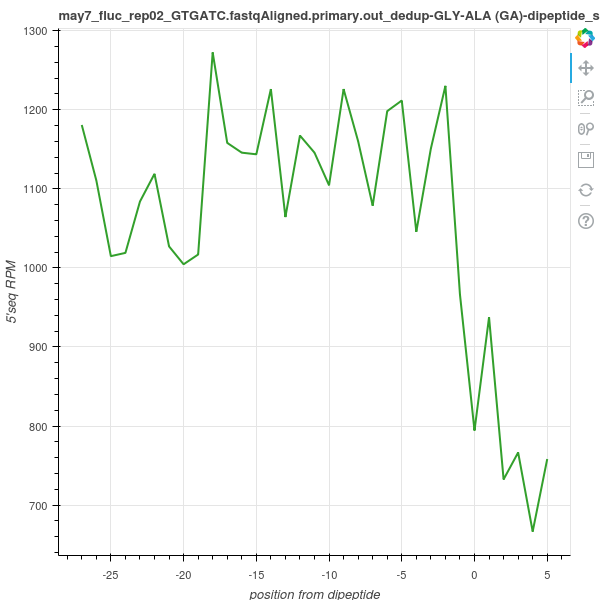 may7_fluc_rep02_GTGATC.fastqAligned.primary.out_dedup-GLY-ALA (GA)-dipeptide_s
1300
1200
1100
1000
900
800
700
5'seq RPM
-25 -20 -15 -10 -5 0 5
position from dipeptide